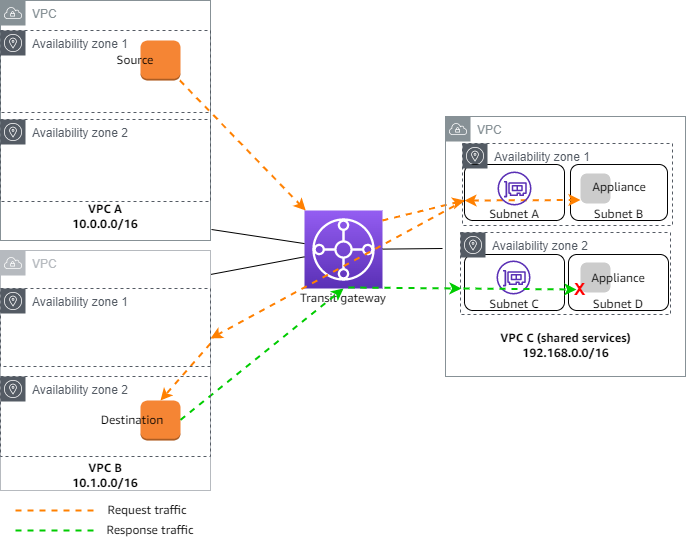 VPC
Availability zone 1
Source
Availability zone 2
VPC A
10.0.0.0/16
VPC
Availability zone 1
Availability zone 2
Destination
VPC B
10.1.0.0/16
Transit gateway
VPC
Availability zone 1
Appliance
Subnet A
Subnet B
Availability zone 2
Appliance
X
Subnet C
Subnet D
VPC C (shared services)
192.168.0.0/16
Request traffic
Response traffic